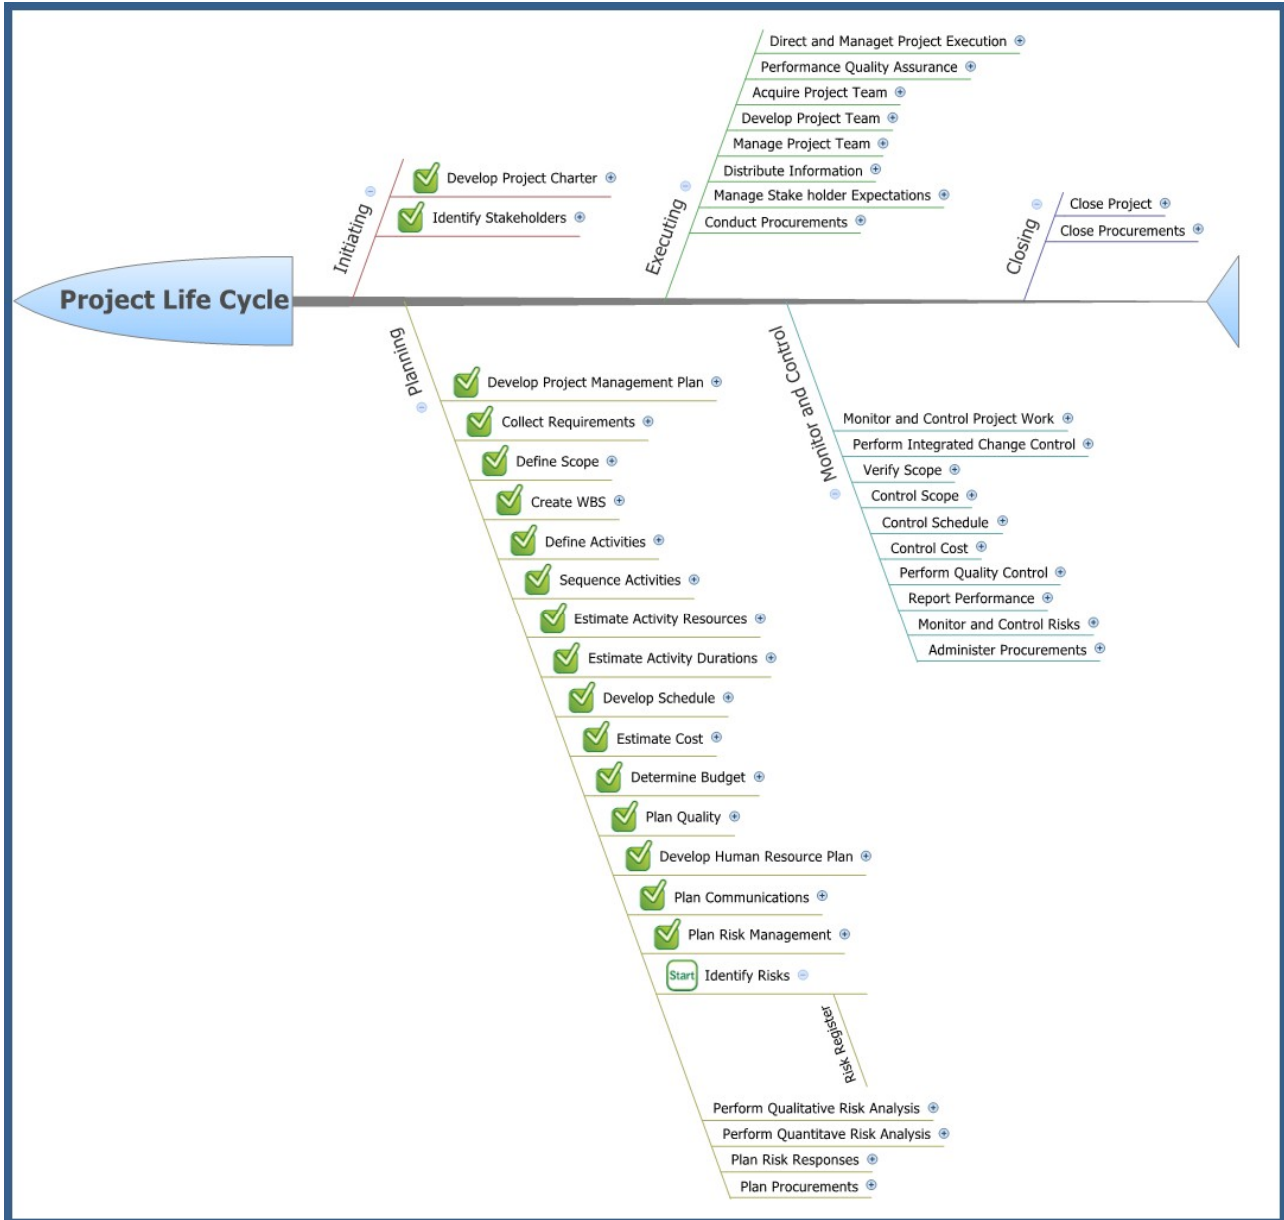 Project Life Cycle
Initiating
Develop Project Charter
Identify Stakeholders
Executing
Direct and Managet Project Execution
Performance Quality Assurance
Acquire Project Team
Develop Project Team
Manage Project Team
Distribute Information
Manage Stake holder Expectations
Conduct Procurements
Closing
Close Project
Close Procurements
Planning
Develop Project Management Plan
Collect Requirements
Define Scope
Create WBS
Define Activities
Sequence Activities
Estimate Activity Resources
Estimate Activity Durations
Develop Schedule
Estimate Cost
Determine Budget
Plan Quality
Develop Human Resource Plan
Plan Communications
Plan Risk Management
Start Identify Risks
Risk Register
Perform Qualitative Risk Analysis
Perform Quantitave Risk Analysis
Plan Risk Responses
Plan Procurements
Monitor and Control
Monitor and Control Project Work
Perform Integrated Change Control
Verify Scope
Control Scope
Control Schedule
Control Cost
Perform Quality Control
Report Performance
Monitor and Control Risks
Administer Procurements